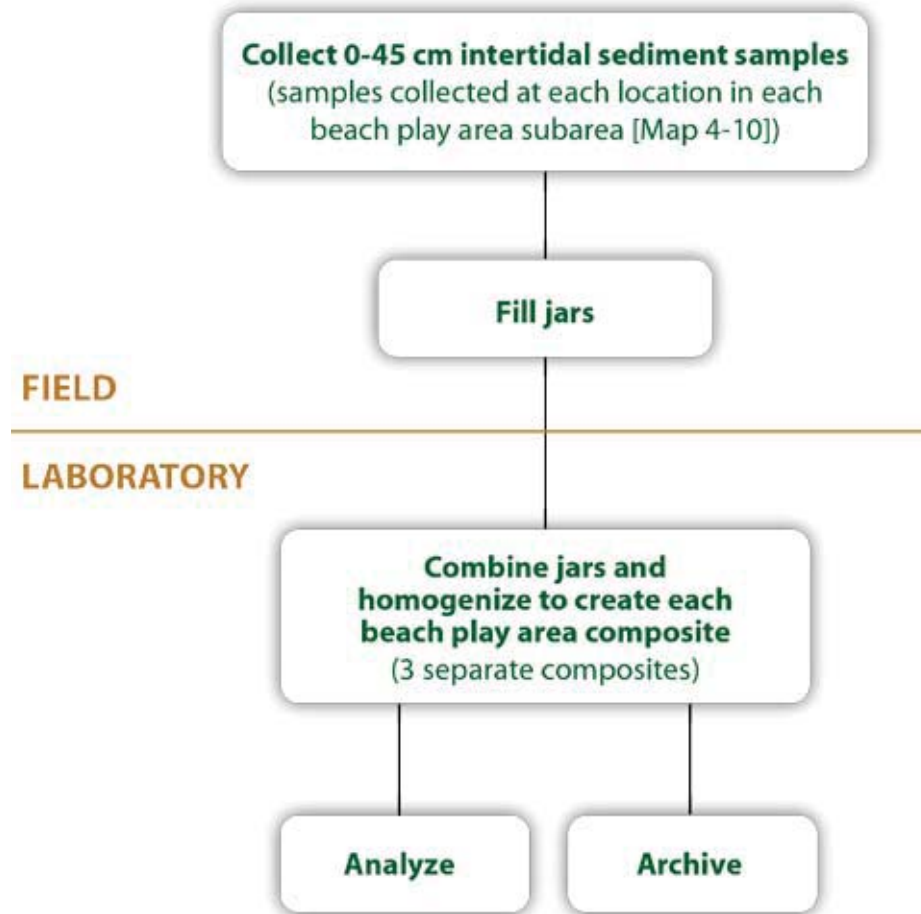 Collect 0-45 cm intertidal sediment samples
(samples collected at each location in each
beach play area subarea [Map 4-10])
Fill jars
FIELD
LABORATORY
Combine jars and
homogenize to create each
beach play area composite
(3 separate composites)
Analyze
Archive